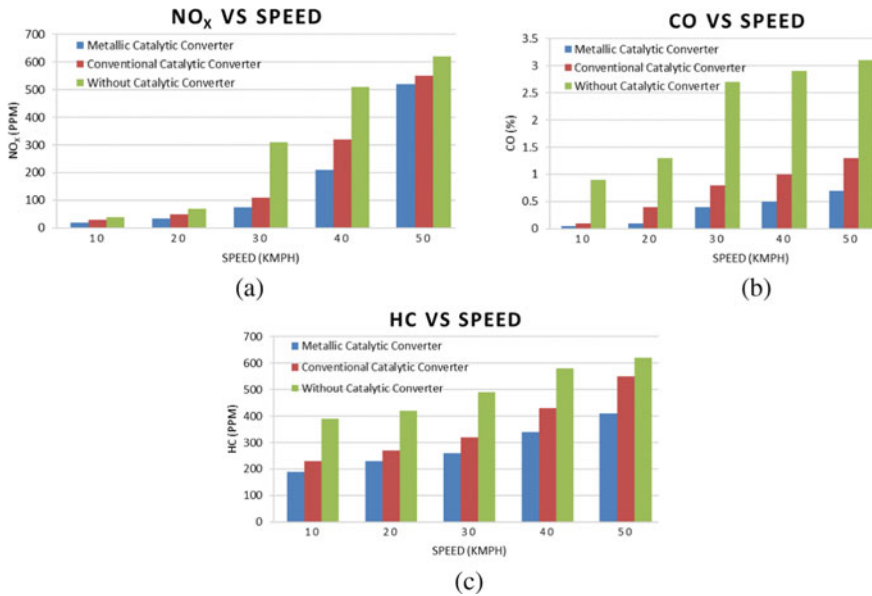 NOX VS SPEED
700
600
500
400
300
200
100
0
NOX (PPM)
Metallic Catalytic Converter
Conventional Catalytic Converter
Without Catalytic Converter
10 20 30 40 50
SPEED (KMPH)
(a)
CO VS SPEED
3.5
3
2.5
2
1.5
1
0.5
0
CO (%)
Metallic Catalytic Converter
Conventional Catalytic Converter
Without Catalytic Converter
10 20 30 40 50
SPEED (KMPH)
(b)
HC VS SPEED
700
600
500
400
300
200
100
0
HC (PPM)
Metallic Catalytic Converter
Conventional Catalytic Converter
Without Catalytic Converter
10 20 30 40 50
SPEED (KMPH)
(c)